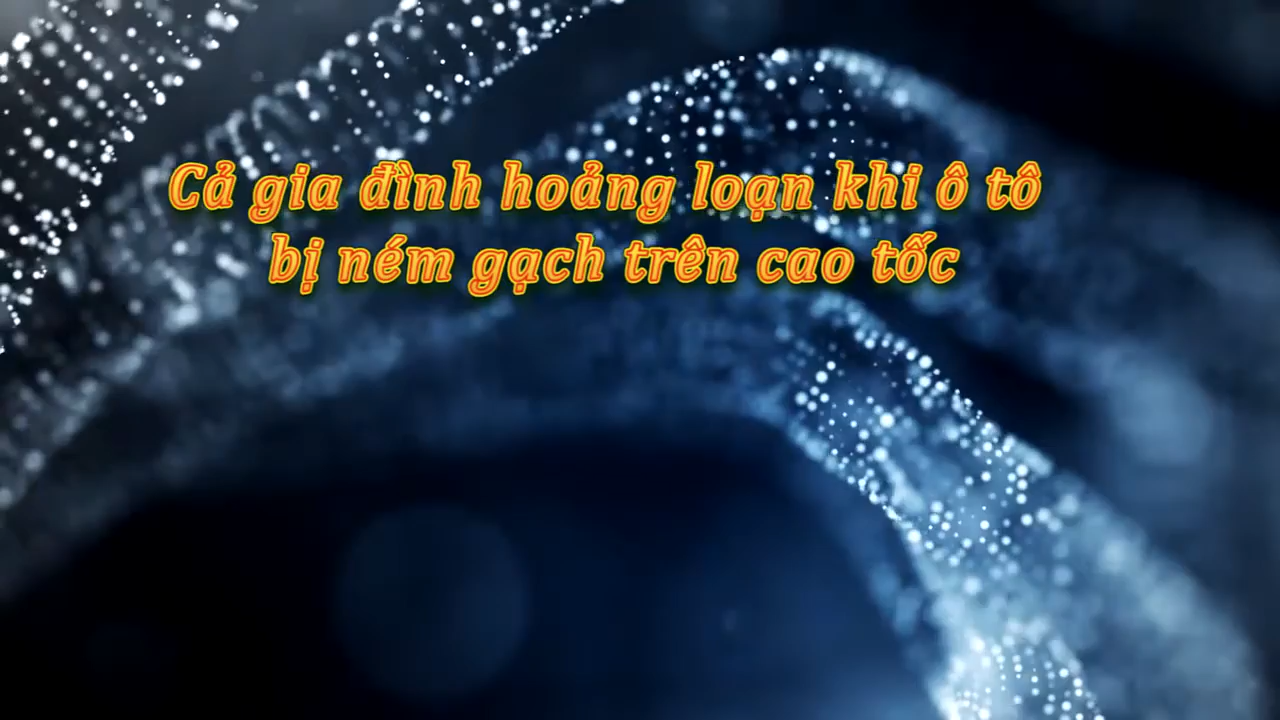 Cả gia đình hoảng loạn khi ô tô
bị ném gạch trên cao tốc